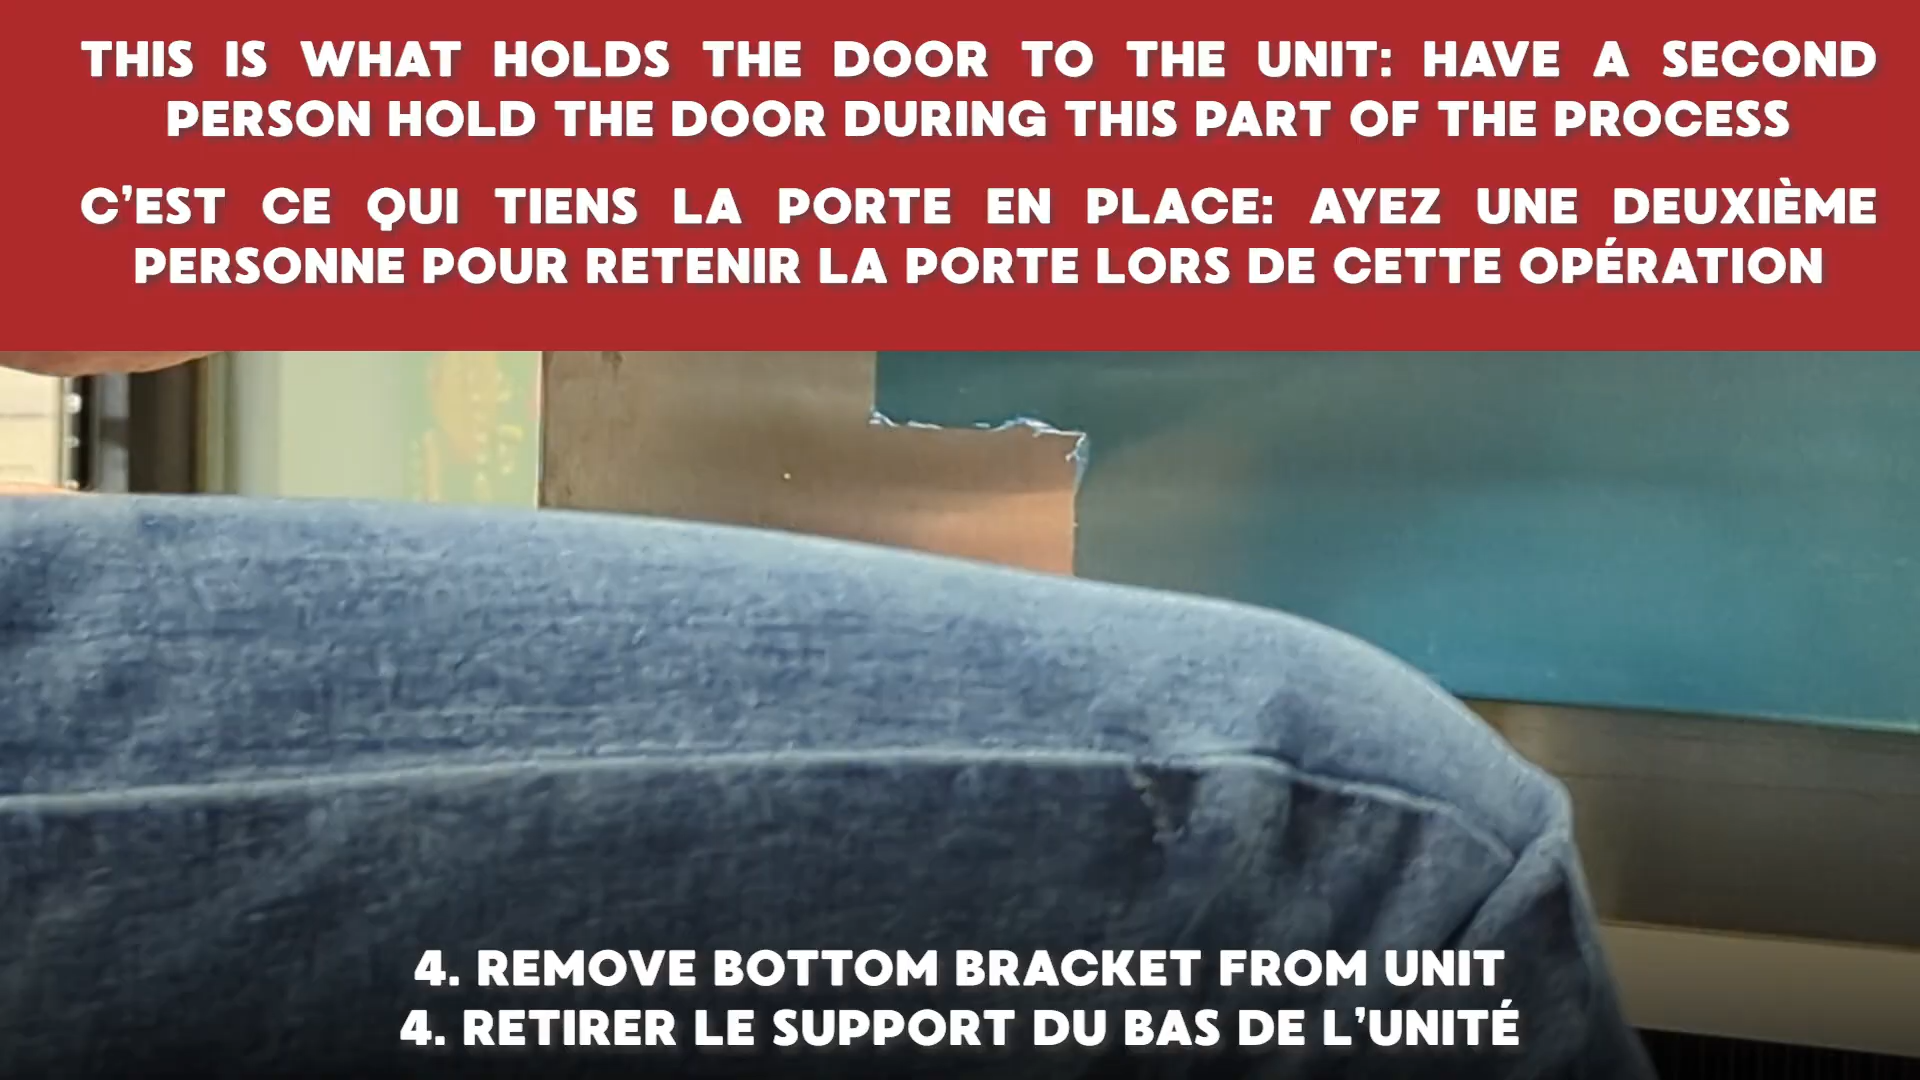 THIS IS WHAT HOLDS THE DOOR TO THE UNIT: HAVE A SECOND
PERSON HOLD THE DOOR DURING THIS PART OF THE PROCESS
C'EST CE QUI TIENS LA PORTE EN PLACE: AYEZ UNE DEUXIÈME
PERSONNE POUR RETENIR LA PORTE LORS DE CETTE OPÉRATION
4. REMOVE BOTTOM BRACKET FROM UNIT
4. RETIRER LE SUPPORT DU BAS DE L'UNITÉ